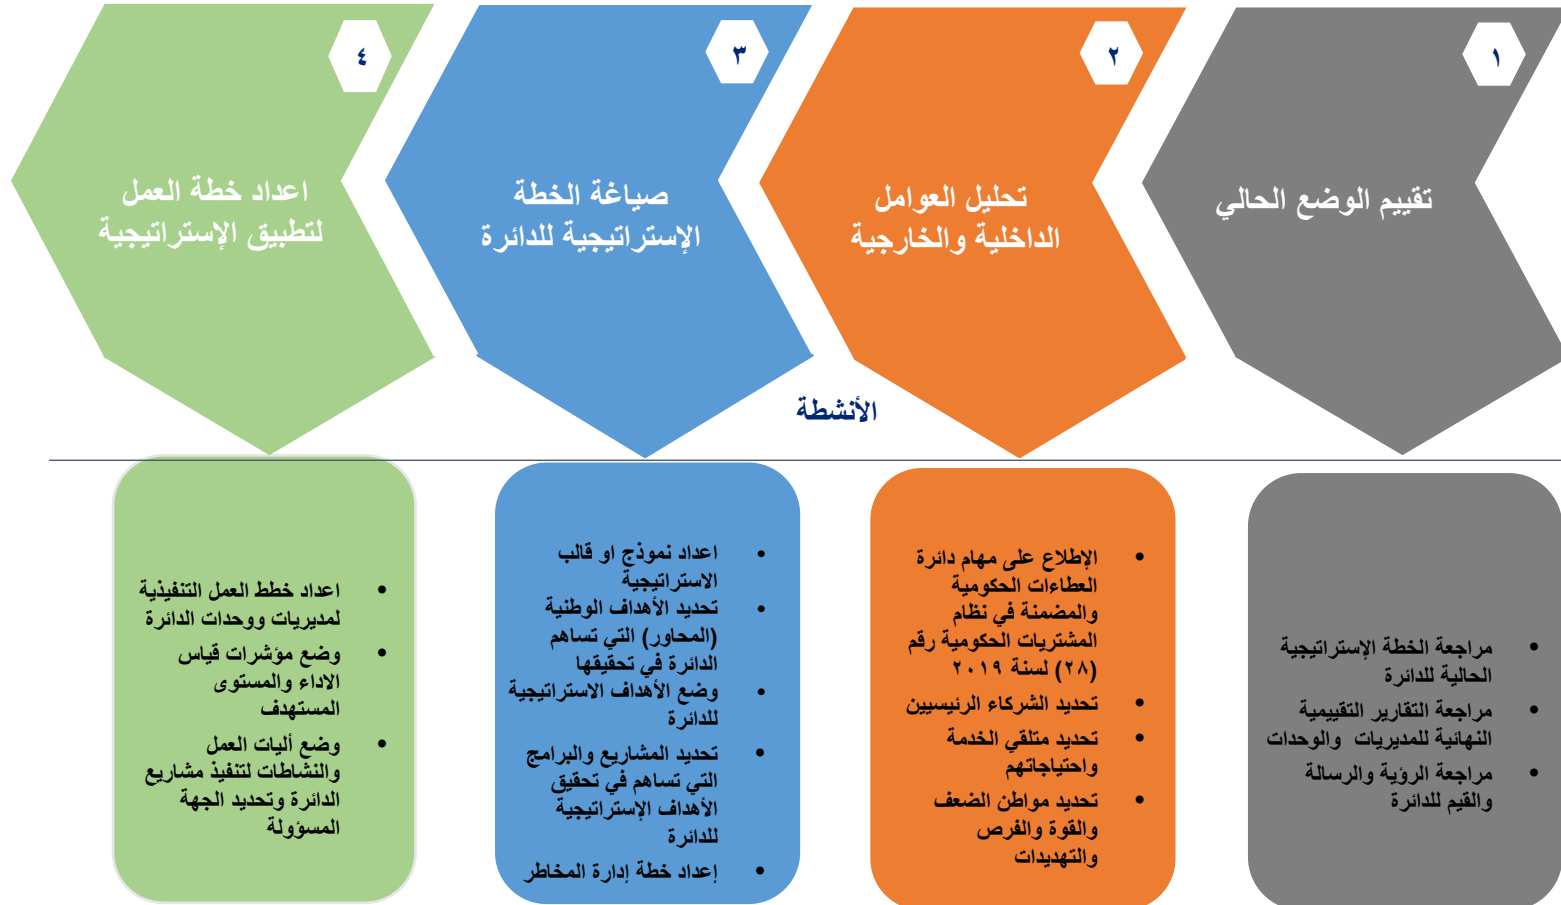 ١
تقييم الوضع الحالي
٢
تحليل العوامل
الداخلية والخارجية
٣
صياغة الخطة
الإستراتيجية للدائرة
٤
اعداد خطة العمل
لتطبيق الإستراتيجية
الأنشطة
• مراجعة الخطة الإستراتيجية
الحالية للدائرة
• مراجعة التقارير التقييمية
النهائية للمديريات والوحدات
• مراجعة الرؤية والرسالة
والقيم للدائرة
• الإطلاع على مهام دائرة
العطاءات الحكومية
والمضمنة في نظام
المشتريات الحكومية رقم
(٢٨) لسنة ٢٠١٩
• تحديد الشركاء الرئيسيين
• تحديد متلقي الخدمة
واحتياجاتهم
• تحديد مواطن الضعف
والقوة والفرص
والتهديدات
• اعداد نموذج او قالب
الاستراتيجية
• تحديد الأهداف الوطنية
(المحاور) التي تساهم
الدائرة في تحقيقها
• وضع الأهداف الاستراتيجية
للدائرة
• تحديد المشاريع والبرامج
التي تساهم في تحقيق
الأهداف الإستراتيجية
للدائرة
• إعداد خطة إدارة المخاطر
• اعداد خطط العمل التنفيذية
لمديريات ووحدات الدائرة
• وضع مؤشرات قياس
الاداء والمستوى
المستهدف
• وضع أليات العمل
والنشاطات لتنفيذ مشاريع
الدائرة وتحديد الجهة
المسؤولة